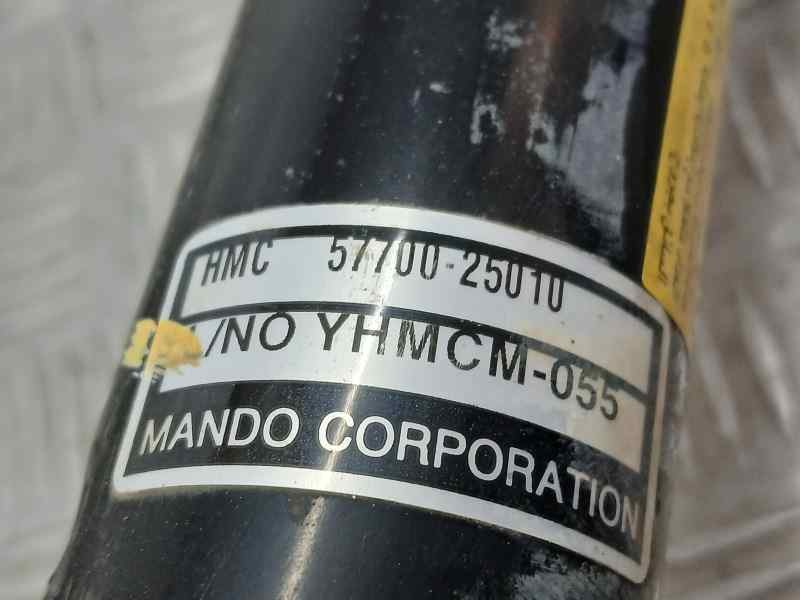 HMC 57700-25010
/NO YHMCM-055
MANDO CORPORATION